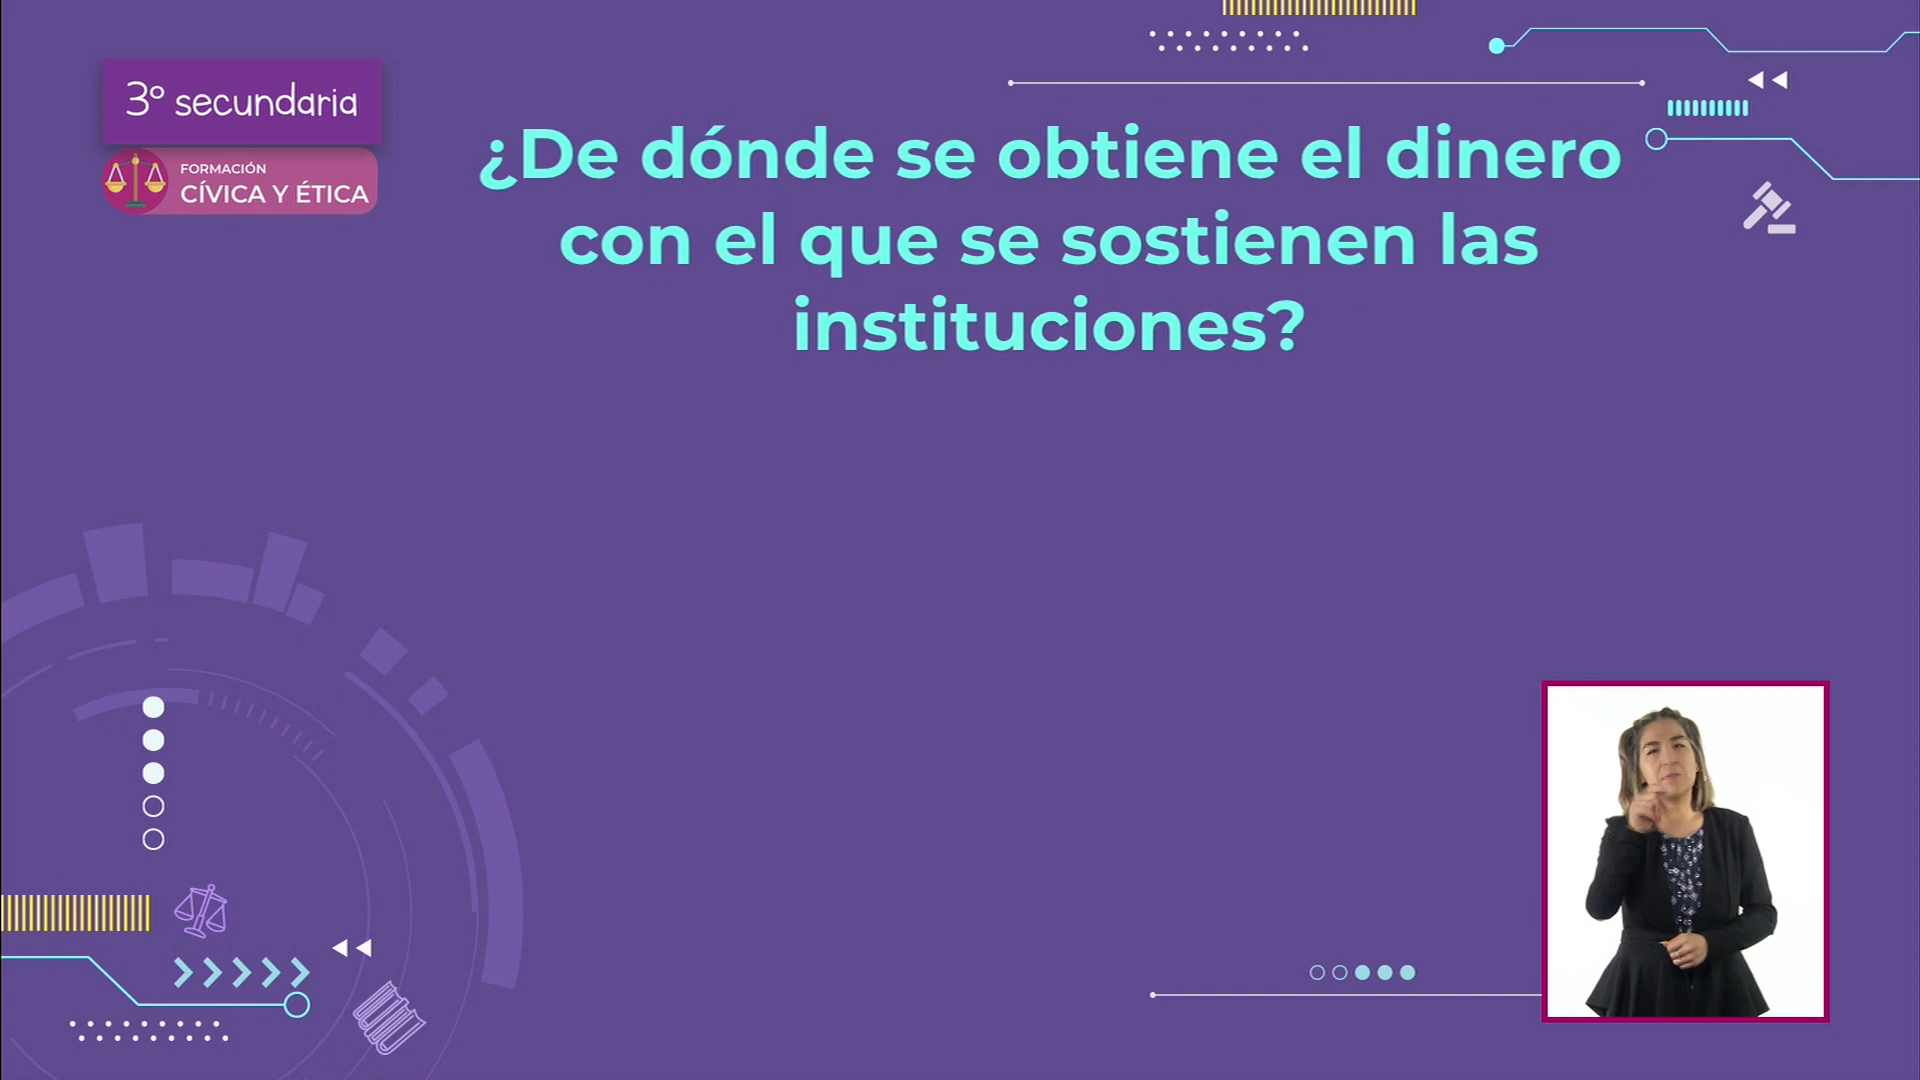 3° secundaria
FORMACIÓN
CÍVICA Y ÉTICA
¿De dónde se obtiene el dinero
con el que se sostienen las
instituciones?